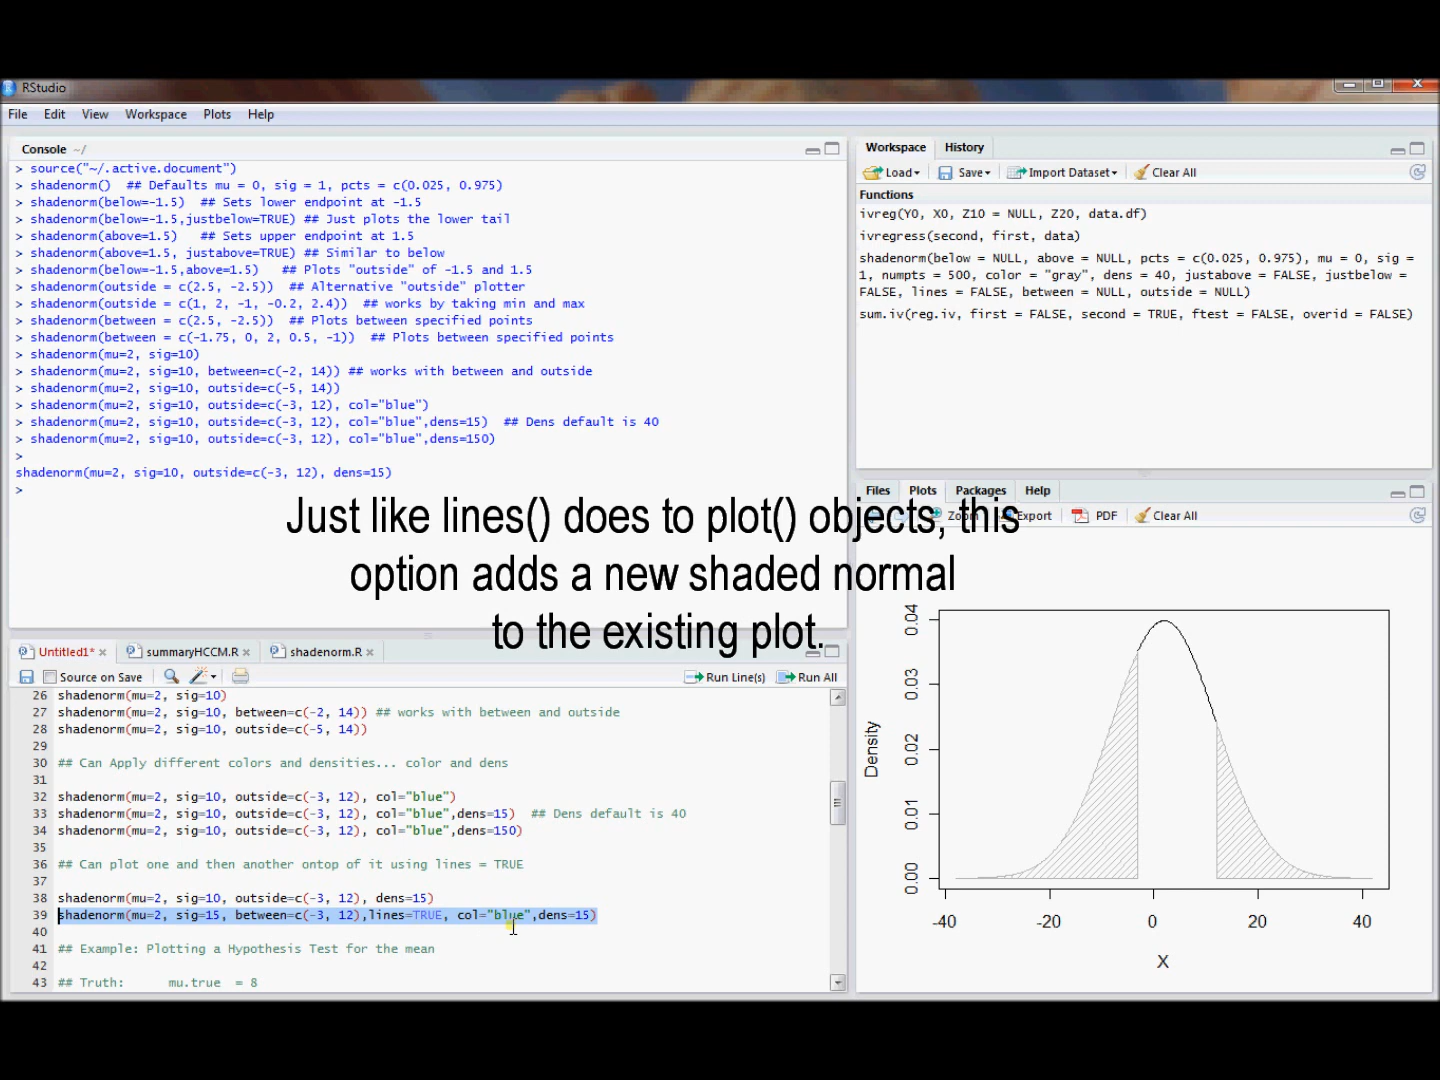 RStudio
File Edit View Workspace Plots Help
Console ~/
> source("~/.active.document")
> shadenorm()  ## Defaults mu = 0, sig = 1, pcts = c(0.025, 0.975)
> shadenorm(below=-1.5)  ## Sets lower endpoint at -1.5
> shadenorm(below=-1.5,justbelow=TRUE) ## Just plots the lower tail
> shadenorm(above=1.5)   ## Sets upper endpoint at 1.5
> shadenorm(above=1.5, justabove=TRUE) ## Similar to below
> shadenorm(below=-1.5,above=1.5)   ## Plots "outside" of -1.5 and 1.5
> shadenorm(outside = c(2.5, -2.5))  ## Alternative "outside" plotter
> shadenorm(outside = c(1, 2, -1, -0.2, 2.4))  ## works by taking min and max
> shadenorm(between = c(2.5, -2.5))  ## Plots between specified points
> shadenorm(between = c(-1.75, 0, 2, 0.5, -1))  ## Plots between specified points
> shadenorm(mu=2, sig=10)
> shadenorm(mu=2, sig=10, between=c(-2, 14)) ## works with between and outside
> shadenorm(mu=2, sig=10, outside=c(-5, 14))
> shadenorm(mu=2, sig=10, outside=c(-3, 12), col="blue")
> shadenorm(mu=2, sig=10, outside=c(-3, 12), col="blue",dens=15)  ## Dens default is 40
> shadenorm(mu=2, sig=10, outside=c(-3, 12), col="blue",dens=150)
>
shadenorm(mu=2, sig=10, outside=c(-3, 12), dens=15)
>
Just like lines() does to plot() objects, this
option adds a new shaded normal
to the existing plot.
Untitled1* summaryHCCM.R shadenorm.R
Source on Save Run Line(s) Run All
26 shadenorm(mu=2, sig=10)
27 shadenorm(mu=2, sig=10, between=c(-2, 14)) ## works with between and outside
28 shadenorm(mu=2, sig=10, outside=c(-5, 14))
29
30 ## Can Apply different colors and densities... color and dens
31
32 shadenorm(mu=2, sig=10, outside=c(-3, 12), col="blue")
33 shadenorm(mu=2, sig=10, outside=c(-3, 12), col="blue",dens=15)  ## Dens default is 40
34 shadenorm(mu=2, sig=10, outside=c(-3, 12), col="blue",dens=150)
35
36 ## Can plot one and then another ontop of it using lines = TRUE
37
38 shadenorm(mu=2, sig=10, outside=c(-3, 12), dens=15)
39 shadenorm(mu=2, sig=15, between=c(-3, 12),lines=TRUE, col="blue",dens=15)
40
41 ## Example: Plotting a Hypothesis Test for the mean
42
43 ## Truth:      mu.true  = 8
Workspace History
Load Save Import Dataset Clear All
Functions
ivreg(Y0, X0, Z10 = NULL, Z20, data.df)
ivregress(second, first, data)
shadenorm(below = NULL, above = NULL, pcts = c(0.025, 0.975), mu = 0, sig =
1, numpts = 500, color = "gray", dens = 40, justabove = FALSE, justbelow =
FALSE, lines = FALSE, between = NULL, outside = NULL)
sum.iv(reg.iv, first = FALSE, second = TRUE, ftest = FALSE, overid = FALSE)
Files Plots Packages Help
Zoom Export PDF Clear All
Density
0.04
0.03
0.02
0.01
0.00
-40 -20 0 20 40
X